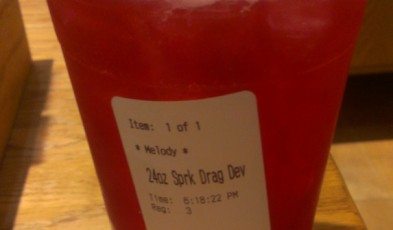 Item: 1 of 1
* Melody *
24oz Sprk Drag Dev
Time: 6:18:22 PM
Reg: 3